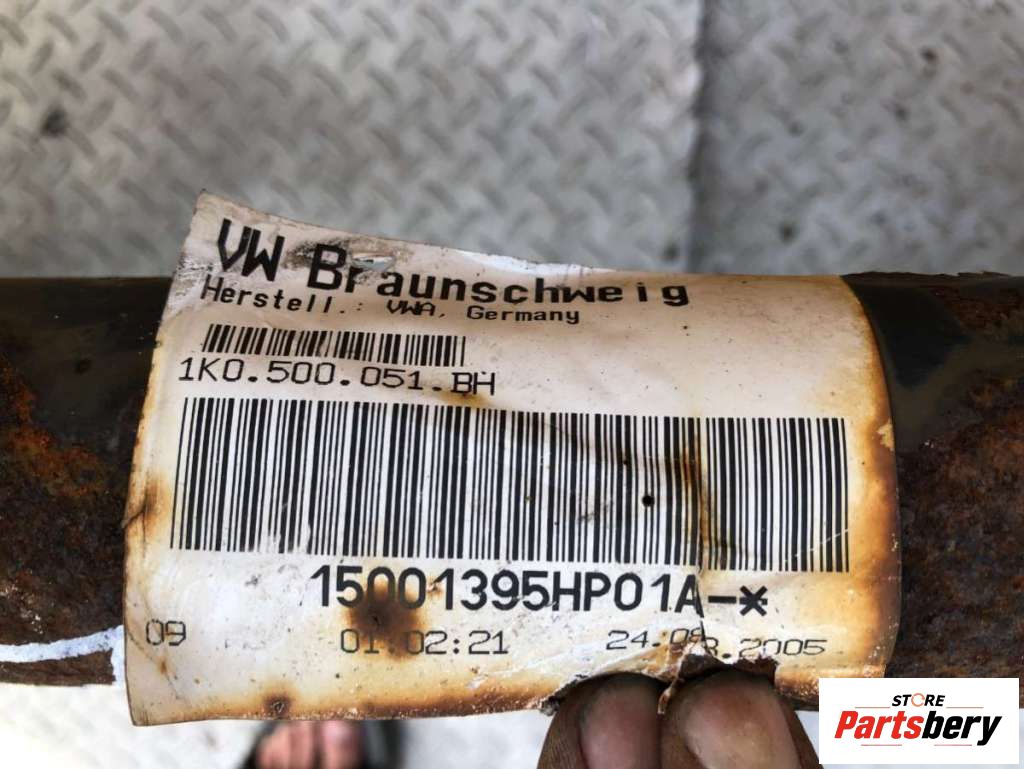 VW Braunschweig
Herstell.: VWA, Germany
1K0.500.051.BH
15001395HP01A-*
09 01:02:21
STORE
Partsbery